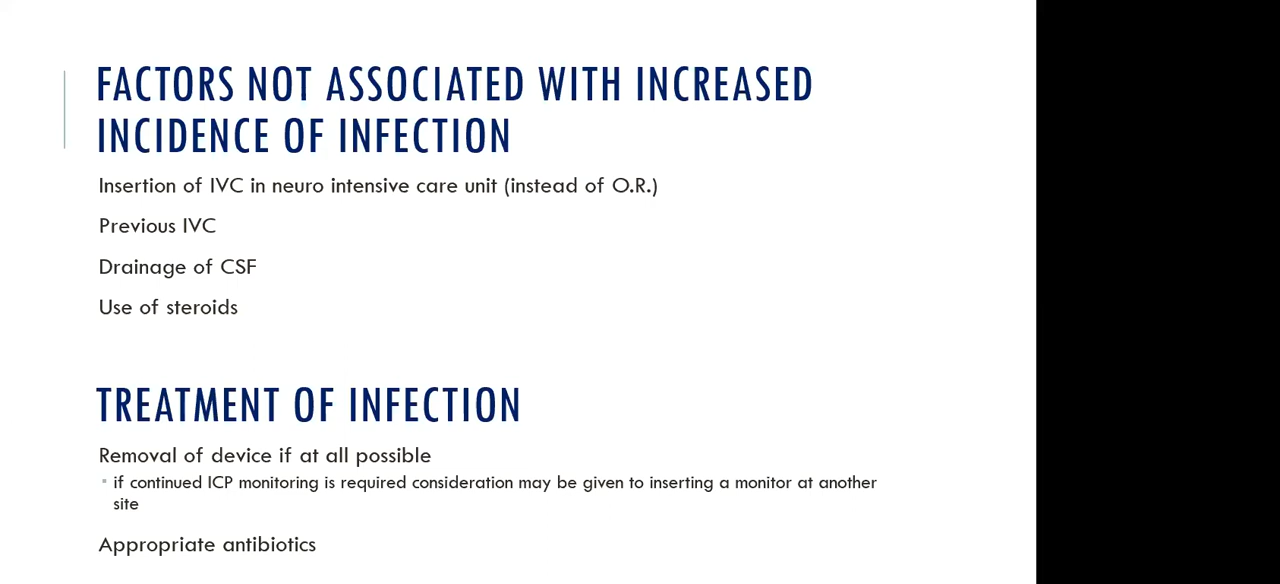 FACTORS NOT ASSOCIATED WITH INCREASED
INCIDENCE OF INFECTION
Insertion of IVC in neuro intensive care unit (instead of O.R.)
Previous IVC
Drainage of CSF
Use of steroids
TREATMENT OF INFECTION
Removal of device if at all possible
▪ if continued ICP monitoring is required consideration may be given to inserting a monitor at another
site
Appropriate antibiotics